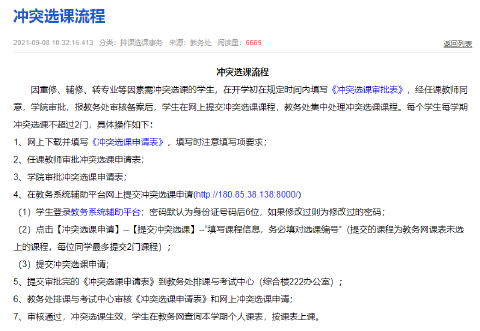 冲突选课流程
2021-09-08 10:32:16.413 分类：排课选课事务 来源：教务处 阅读量：6669 返回列表
冲突选课流程
因重修、辅修、转专业等因素需冲突选课的学生，在开学初在规定时间内填写《冲突选课审批表》，经任课教师同
意，学院审批，报教务处审核备案后，学生在网上提交冲突选课课程，教务处集中处理冲突选课课程。每个学生每学期
冲突选课不超过2门，具体操作如下：
1、网上下载并填写《冲突选课申请表》，填写时注意填写项要求；
2、任课教师审批冲突选课申请表；
3、学院审批冲突选课申请表；
4、在教务系统辅助平台网上提交冲突选课申请(http://180.85.38.138:8000/)
（1）学生登录教务系统辅助平台；密码默认为身份证号码后6位，如果修改过则为修改过的密码；
（2）点击【冲突选课申请】--【提交冲突选课】--“填写课程信息，务必填对选课编号”（提交的课程为教务网课表未选
上的课程，每位同学最多提交2门课程）；
（3）提交冲突选课申请；
5、提交审批完的《冲突选课申请表》到教务处排课与考试中心（综合楼222办公室）；
6、教务处排课与考试中心审核《冲突选课申请表》和网上冲突选课申请；
7、审核通过，冲突选课生效，学生在教务网查询本学期个人课表，按课表上课。